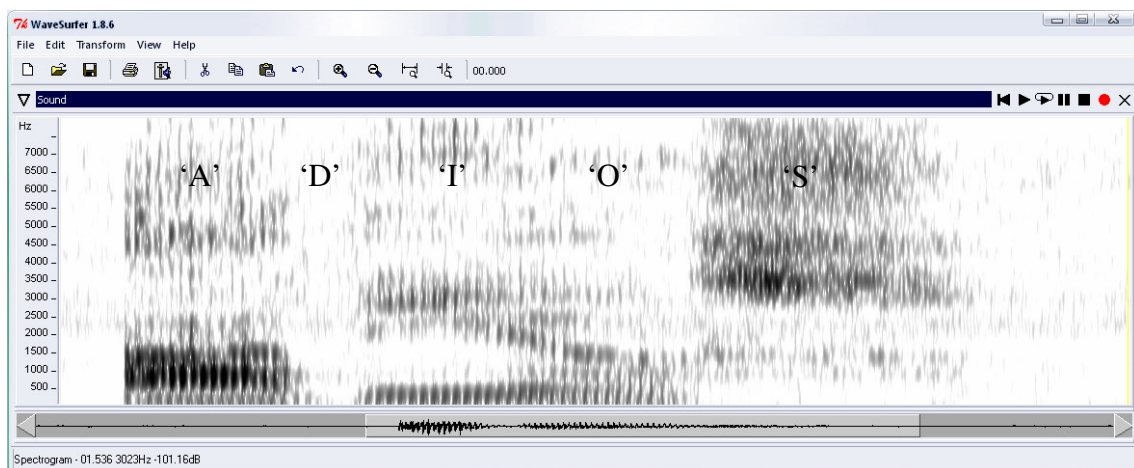 7% WaveSurfer 1.8.6
File Edit Transform View Help
00.000
Sound
Hz
7000
6500
6000
5500
5000
4500
4000
3500
3000
2500
2000
1500
1000
500
‘A’ ‘D’ ‘I’ ‘O’ ‘S’
Spectrogram - 01.536 3023Hz -101.16dB